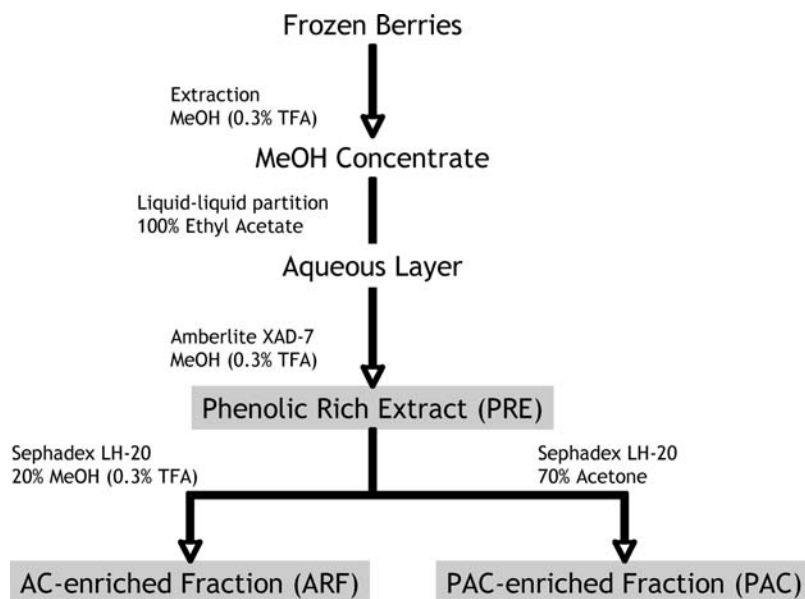 Frozen Berries
Extraction
MeOH (0.3% TFA)
MeOH Concentrate
Liquid-liquid partition
100% Ethyl Acetate
Aqueous Layer
Amberlite XAD-7
MeOH (0.3% TFA)
Phenolic Rich Extract (PRE)
Sephadex LH-20
20% MeOH (0.3% TFA)
Sephadex LH-20
70% Acetone
AC-enriched Fraction (ARF)
PAC-enriched Fraction (PAC)